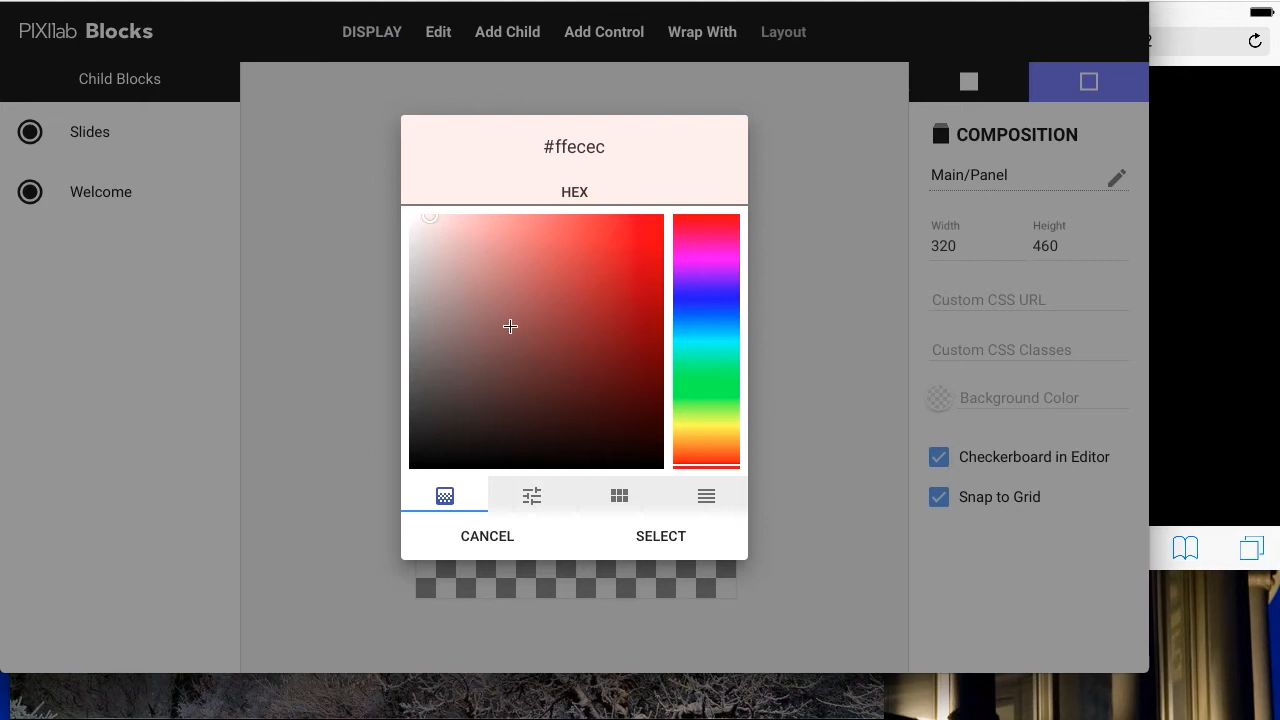 PIXIlab Blocks
DISPLAY Edit Add Child Add Control Wrap With Layout
Child Blocks
Slides
Welcome
#ffecec
HEX
CANCEL SELECT
COMPOSITION
Main/Panel
Width Height
320 460
Custom CSS URL
Custom CSS Classes
Background Color
Checkerboard in Editor
Snap to Grid
2